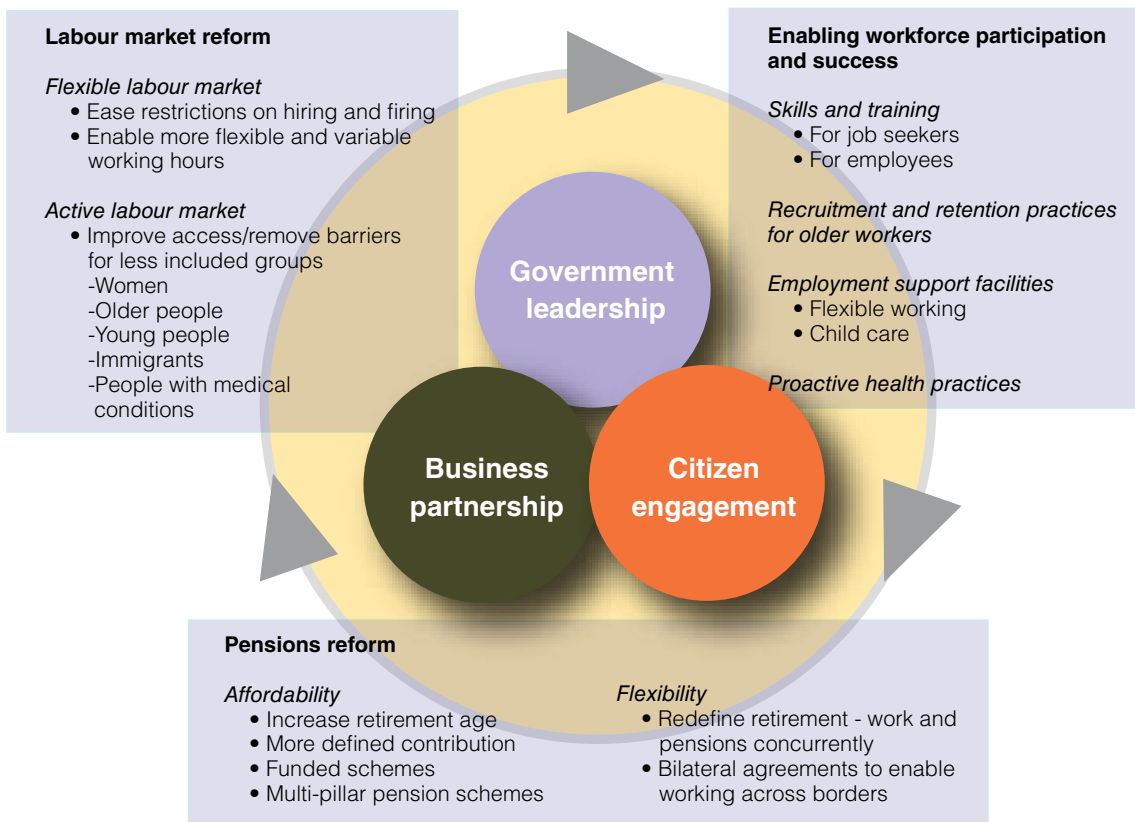 Labour market reform
Flexible labour market
• Ease restrictions on hiring and firing
• Enable more flexible and variable
working hours
Active labour market
• Improve access/remove barriers
for less included groups
-Women
-Older people
-Young people
-Immigrants
-People with medical
conditions
Enabling workforce participation
and success
Skills and training
• For job seekers
• For employees
Recruitment and retention practices
for older workers
Employment support facilities
• Flexible working
• Child care
Proactive health practices
Government
leadership
Business
partnership
Citizen
engagement
Pensions reform
Affordability
• Increase retirement age
• More defined contribution
• Funded schemes
• Multi-pillar pension schemes
Flexibility
• Redefine retirement - work and
pensions concurrently
• Bilateral agreements to enable
working across borders